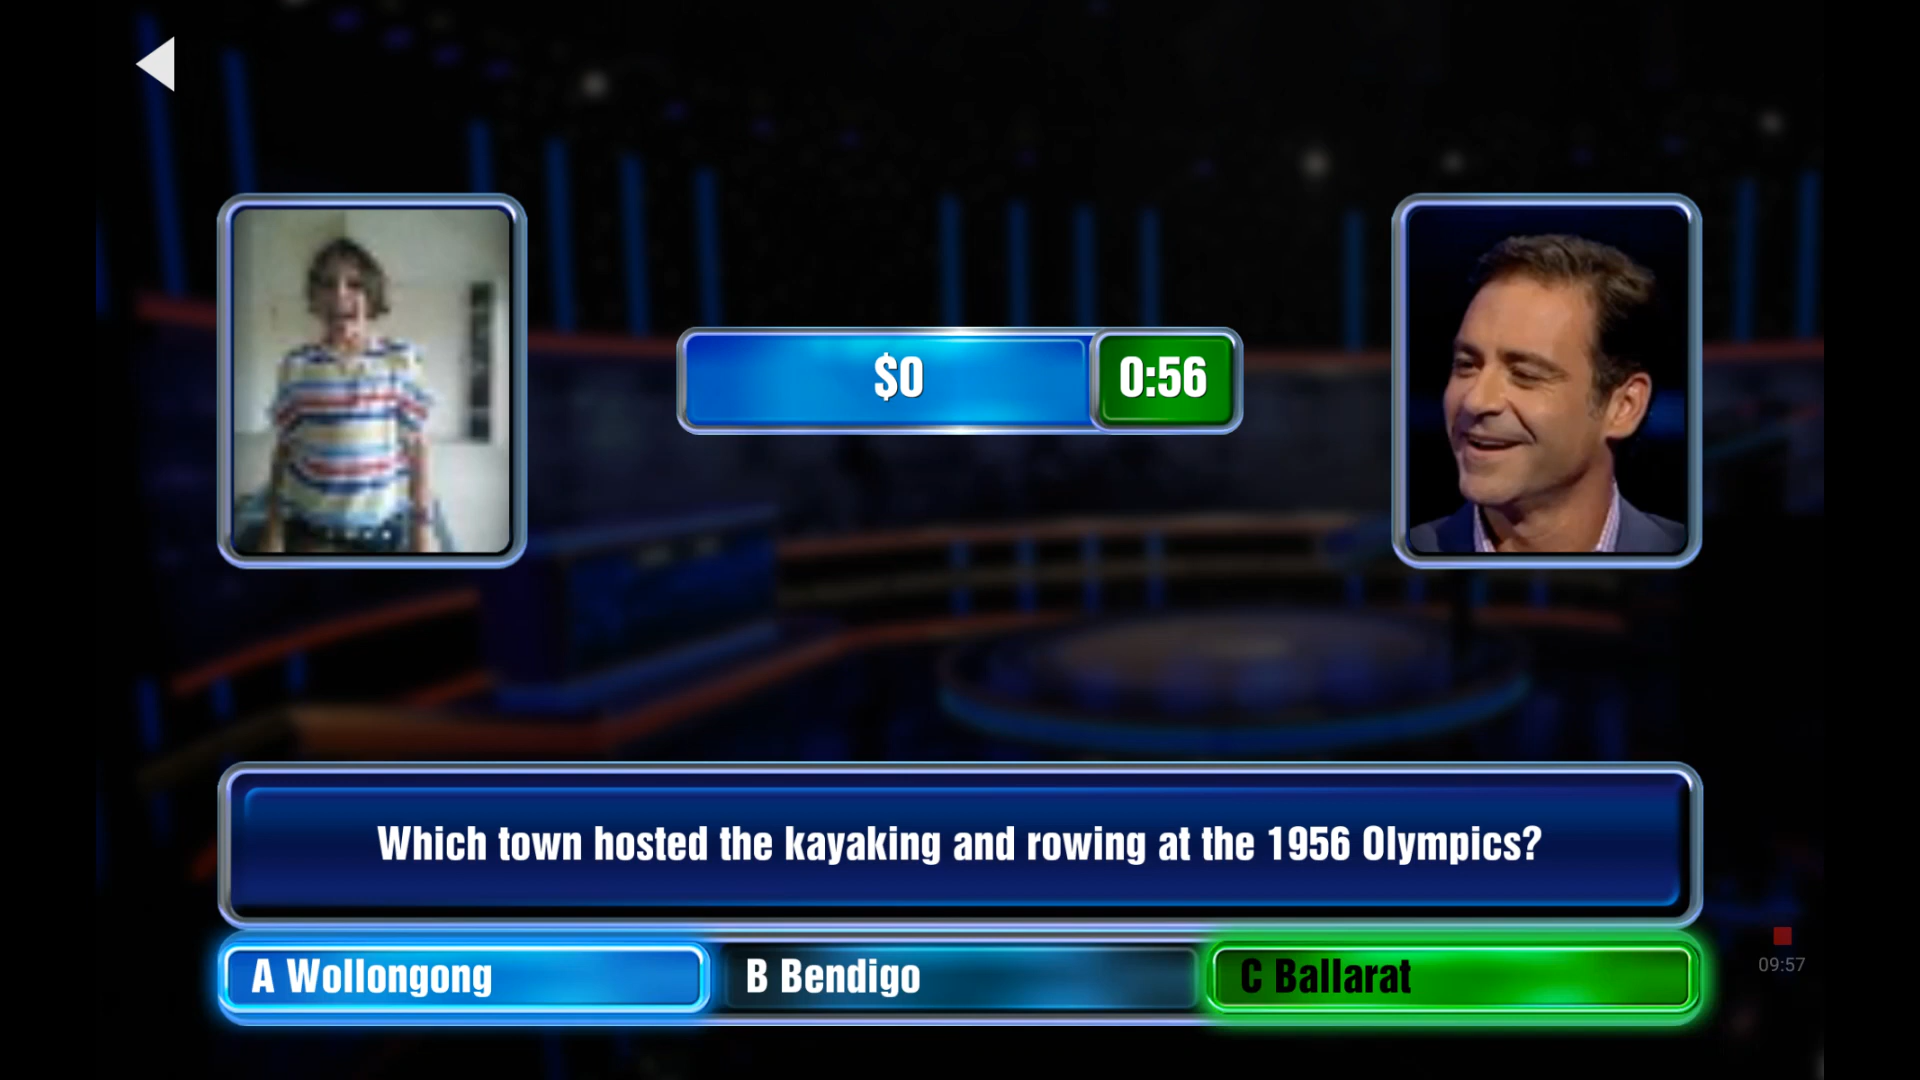 $0
0:56
Which town hosted the kayaking and rowing at the 1956 Olympics?
A Wollongong
B Bendigo
C Ballarat
09:57